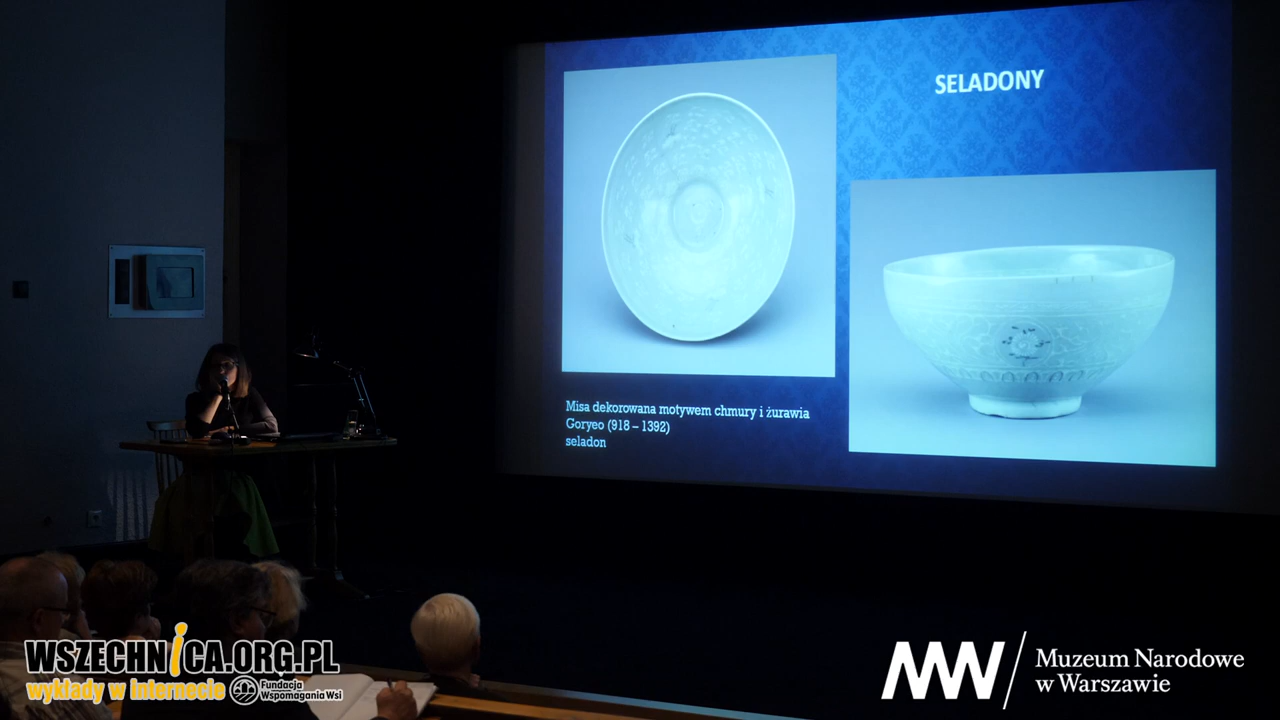 SELADONY
Misa dekorowana motywem chmury i żurawia
Goryeo (918 – 1392)
seladon
WSZECHNiCA.ORG.PL
wykłady w internecie
Fundacja
Wspomagania Wsi
Muzeum Narodowe
w Warszawie